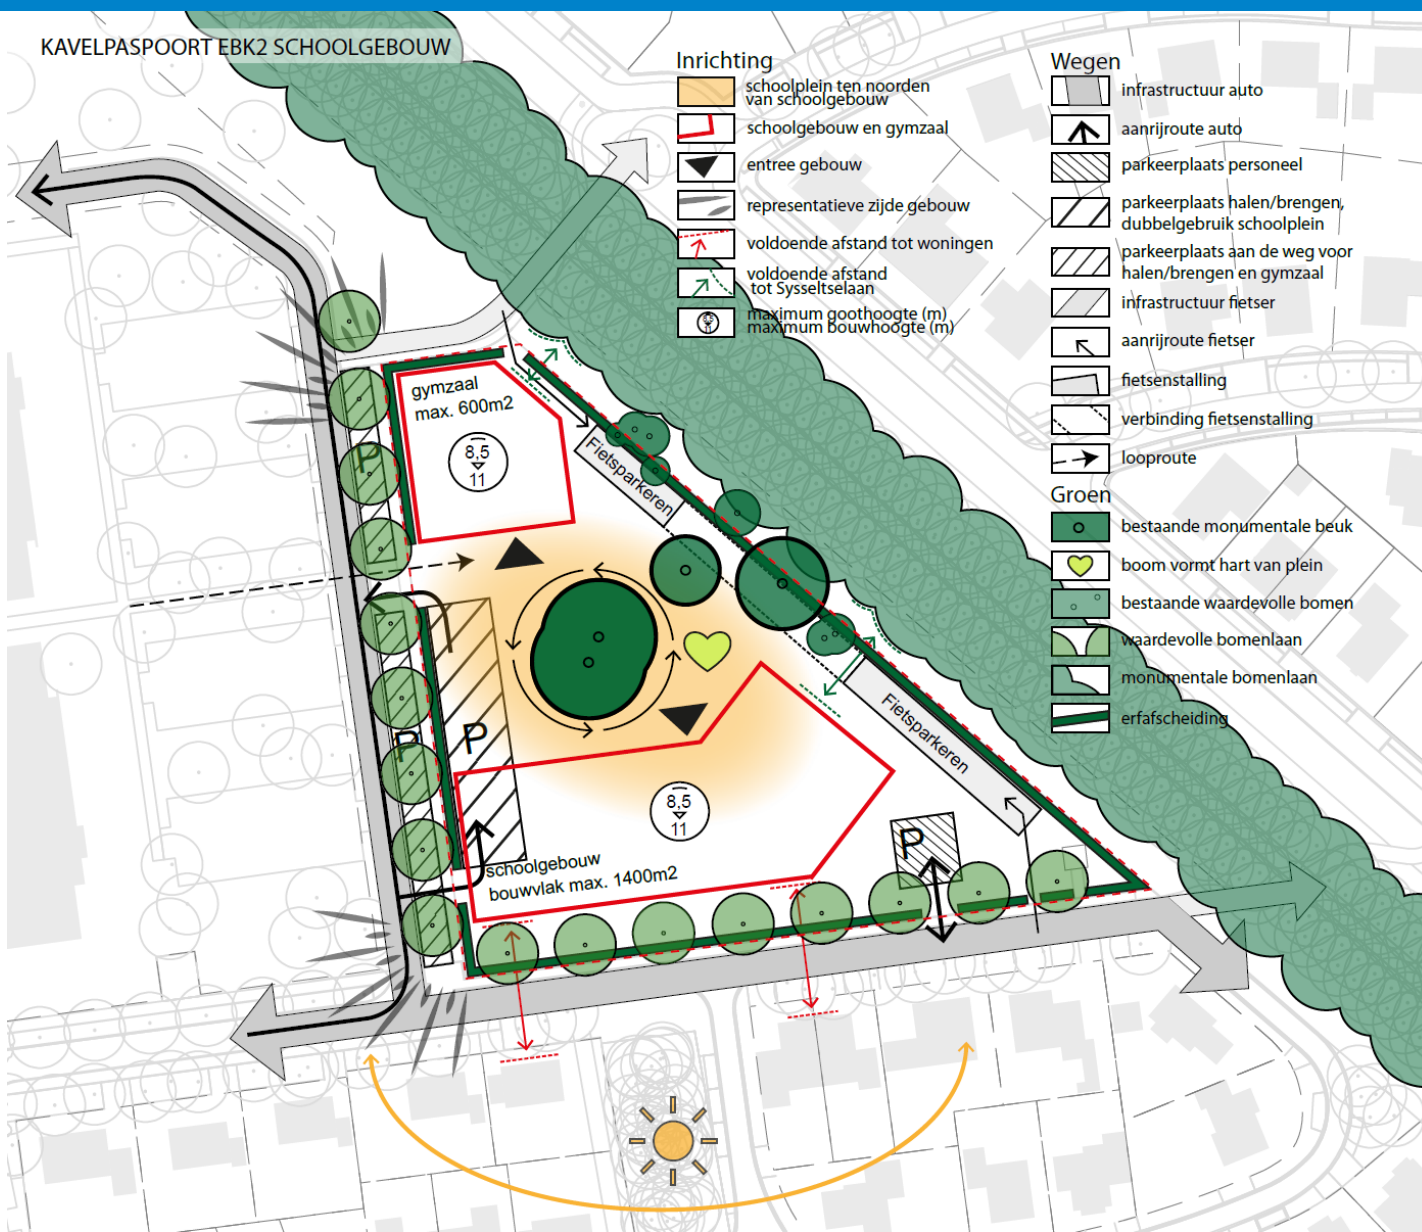 KAVELPASPOORT EBK2 SCHOOLGEBOUW
Inrichting
schoolplein ten noorden
van schoolgebouw
schoolgebouw en gymzaal
entree gebouw
representatieve zijde gebouw
voldoende afstand tot woningen
voldoende afstand
tot Sysseltselaan
maximum goothoogte (m)
maximum bouwhoogte (m)
Wegen
infrastructuur auto
aanrijroute auto
parkeerplaats personeel
parkeerplaats halen/brengen,
dubbelgebruik schoolplein
parkeerplaats aan de weg voor
halen/brengen en gymzaal
infrastructuur fietser
aanrijroute fietser
fietsenstalling
verbinding fietsenstalling
looproute
Groen
bestaande monumentale beuk
boom vormt hart van plein
bestaande waardevolle bomen
waardevolle bomenlaan
monumentale bomenlaan
erfafscheiding
gymzaal
max. 600m2
8,5
11
Fietsparkeren
P
P
P
Fietsparkeren
8,5
11
P
schoolgebouw
bouwvlak max. 1400m2